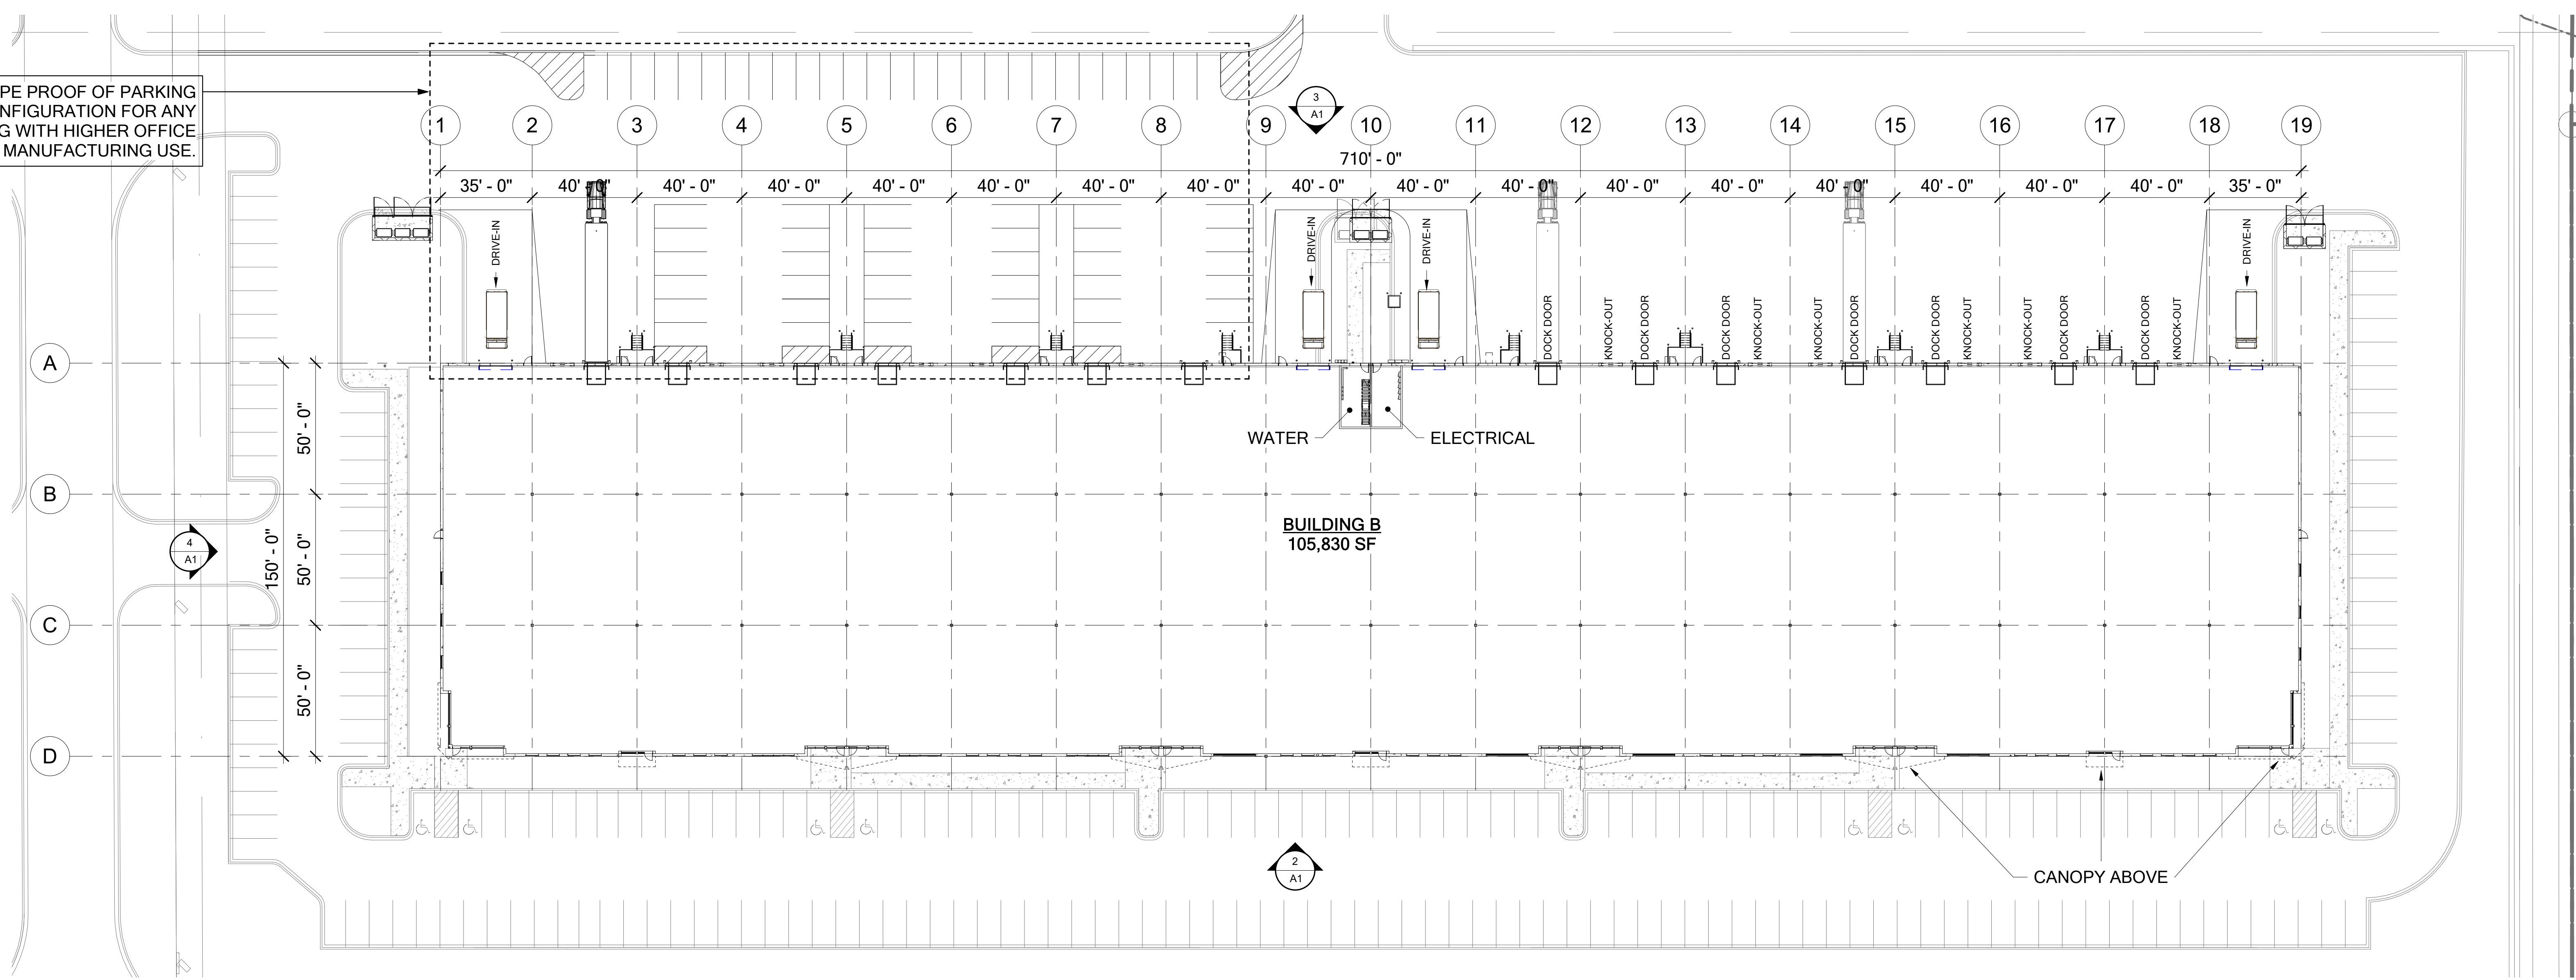 PE PROOF OF PARKING
NFIGURATION FOR ANY
G WITH HIGHER OFFICE
MANUFACTURING USE.
3
A1
1 2 3 4 5 6 7 8 9 10 11 12 13 14 15 16 17 18 19
710' - 0"
35' - 0" 40' - 0" 40' - 0" 40' - 0" 40' - 0" 40' - 0" 40' - 0" 40' - 0" 40' - 0" 40' - 0" 40' - 0" 40' - 0" 40' - 0" 40' - 0" 40' - 0" 40' - 0" 40' - 0" 35' - 0"
DRIVE-IN
DRIVE-IN
DRIVE-IN
DRIVE-IN
DOCK DOOR
KNOCK-OUT
DOCK DOOR
DOCK DOOR
KNOCK-OUT
KNOCK-OUT
DOCK DOOR
DOCK DOOR
KNOCK-OUT
KNOCK-OUT
DOCK DOOR
DOCK DOOR
KNOCK-OUT
A
50' - 0"
WATER
ELECTRICAL
B
BUILDING B
105,830 SF
4
A1
150' - 0"
50' - 0"
C
50' - 0"
D
2
A1
CANOPY ABOVE